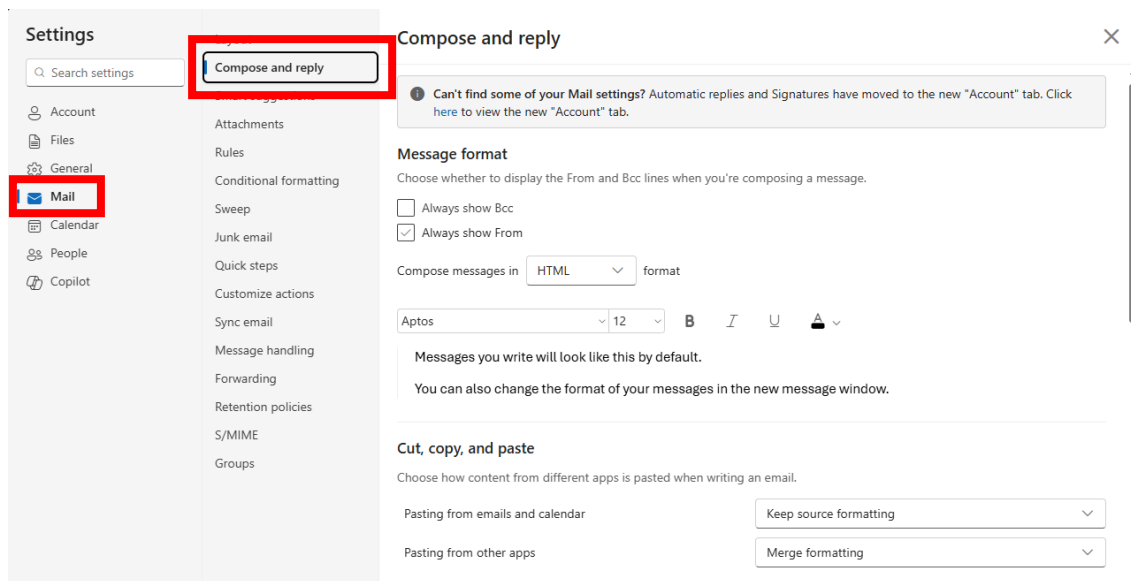 Settings
Search settings
Account
Files
General
Mail
Calendar
People
Copilot
Compose and reply
Attachments
Rules
Conditional formatting
Sweep
Junk email
Quick steps
Customize actions
Sync email
Message handling
Forwarding
Retention policies
S/MIME
Groups
Compose and reply
Can't find some of your Mail settings? Automatic replies and Signatures have moved to the new "Account" tab. Click
here to view the new "Account" tab.
Message format
Choose whether to display the From and Bcc lines when you're composing a message.
Always show Bcc
Always show From
Compose messages in HTML format
Aptos 12 B I U A
Messages you write will look like this by default.
You can also change the format of your messages in the new message window.
Cut, copy, and paste
Choose how content from different apps is pasted when writing an email.
Pasting from emails and calendar Keep source formatting
Pasting from other apps Merge formatting